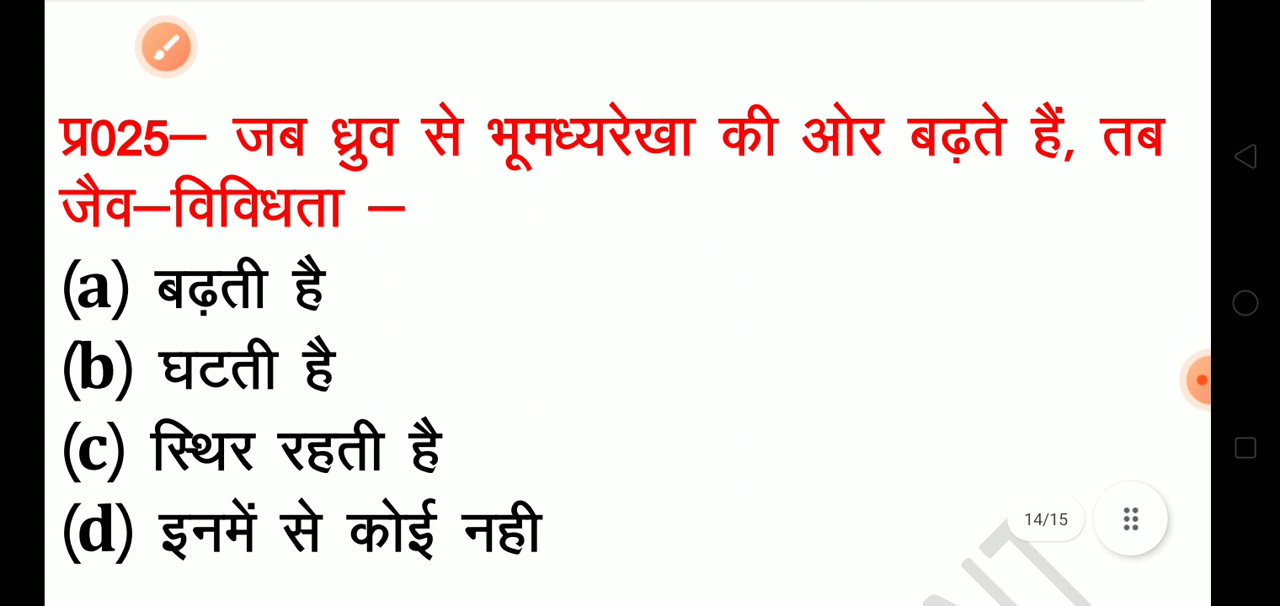 प्र025– जब ध्रुव से भूमध्यरेखा की ओर बढ़ते हैं, तब
जैव–विविधता –
(a) बढ़ती है
(b) घटती है
(c) स्थिर रहती है
(d) इनमें से कोई नही
14/15